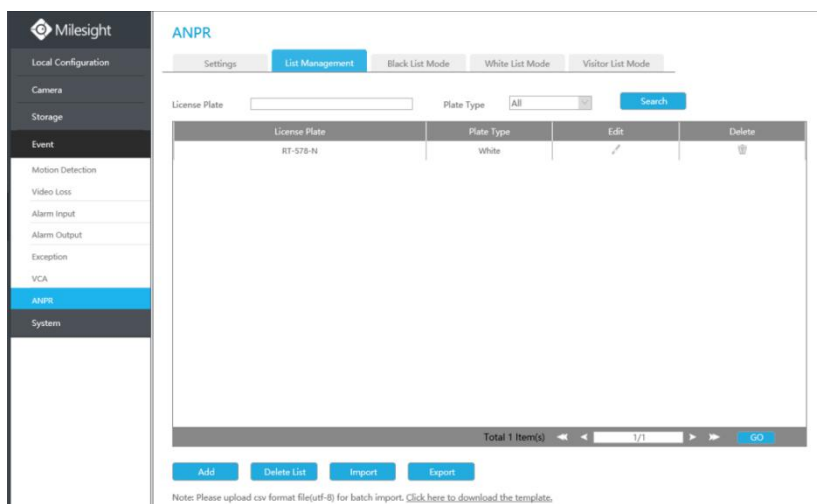 Milesight
Local Configuration
Camera
Storage
Event
Motion Detection
Video Loss
Alarm Input
Alarm Output
Exception
VCA
ANPR
System
ANPR
Settings List Management Black List Mode White List Mode Visitor List Mode
License Plate Plate Type All Search
License Plate Plate Type Edit Delete
RT-578-N White
Total 1 Item(s) 1/1 GO
Add Delete List Import Export
Note: Please upload csv format file(utf-8) for batch import. Click here to download the template.